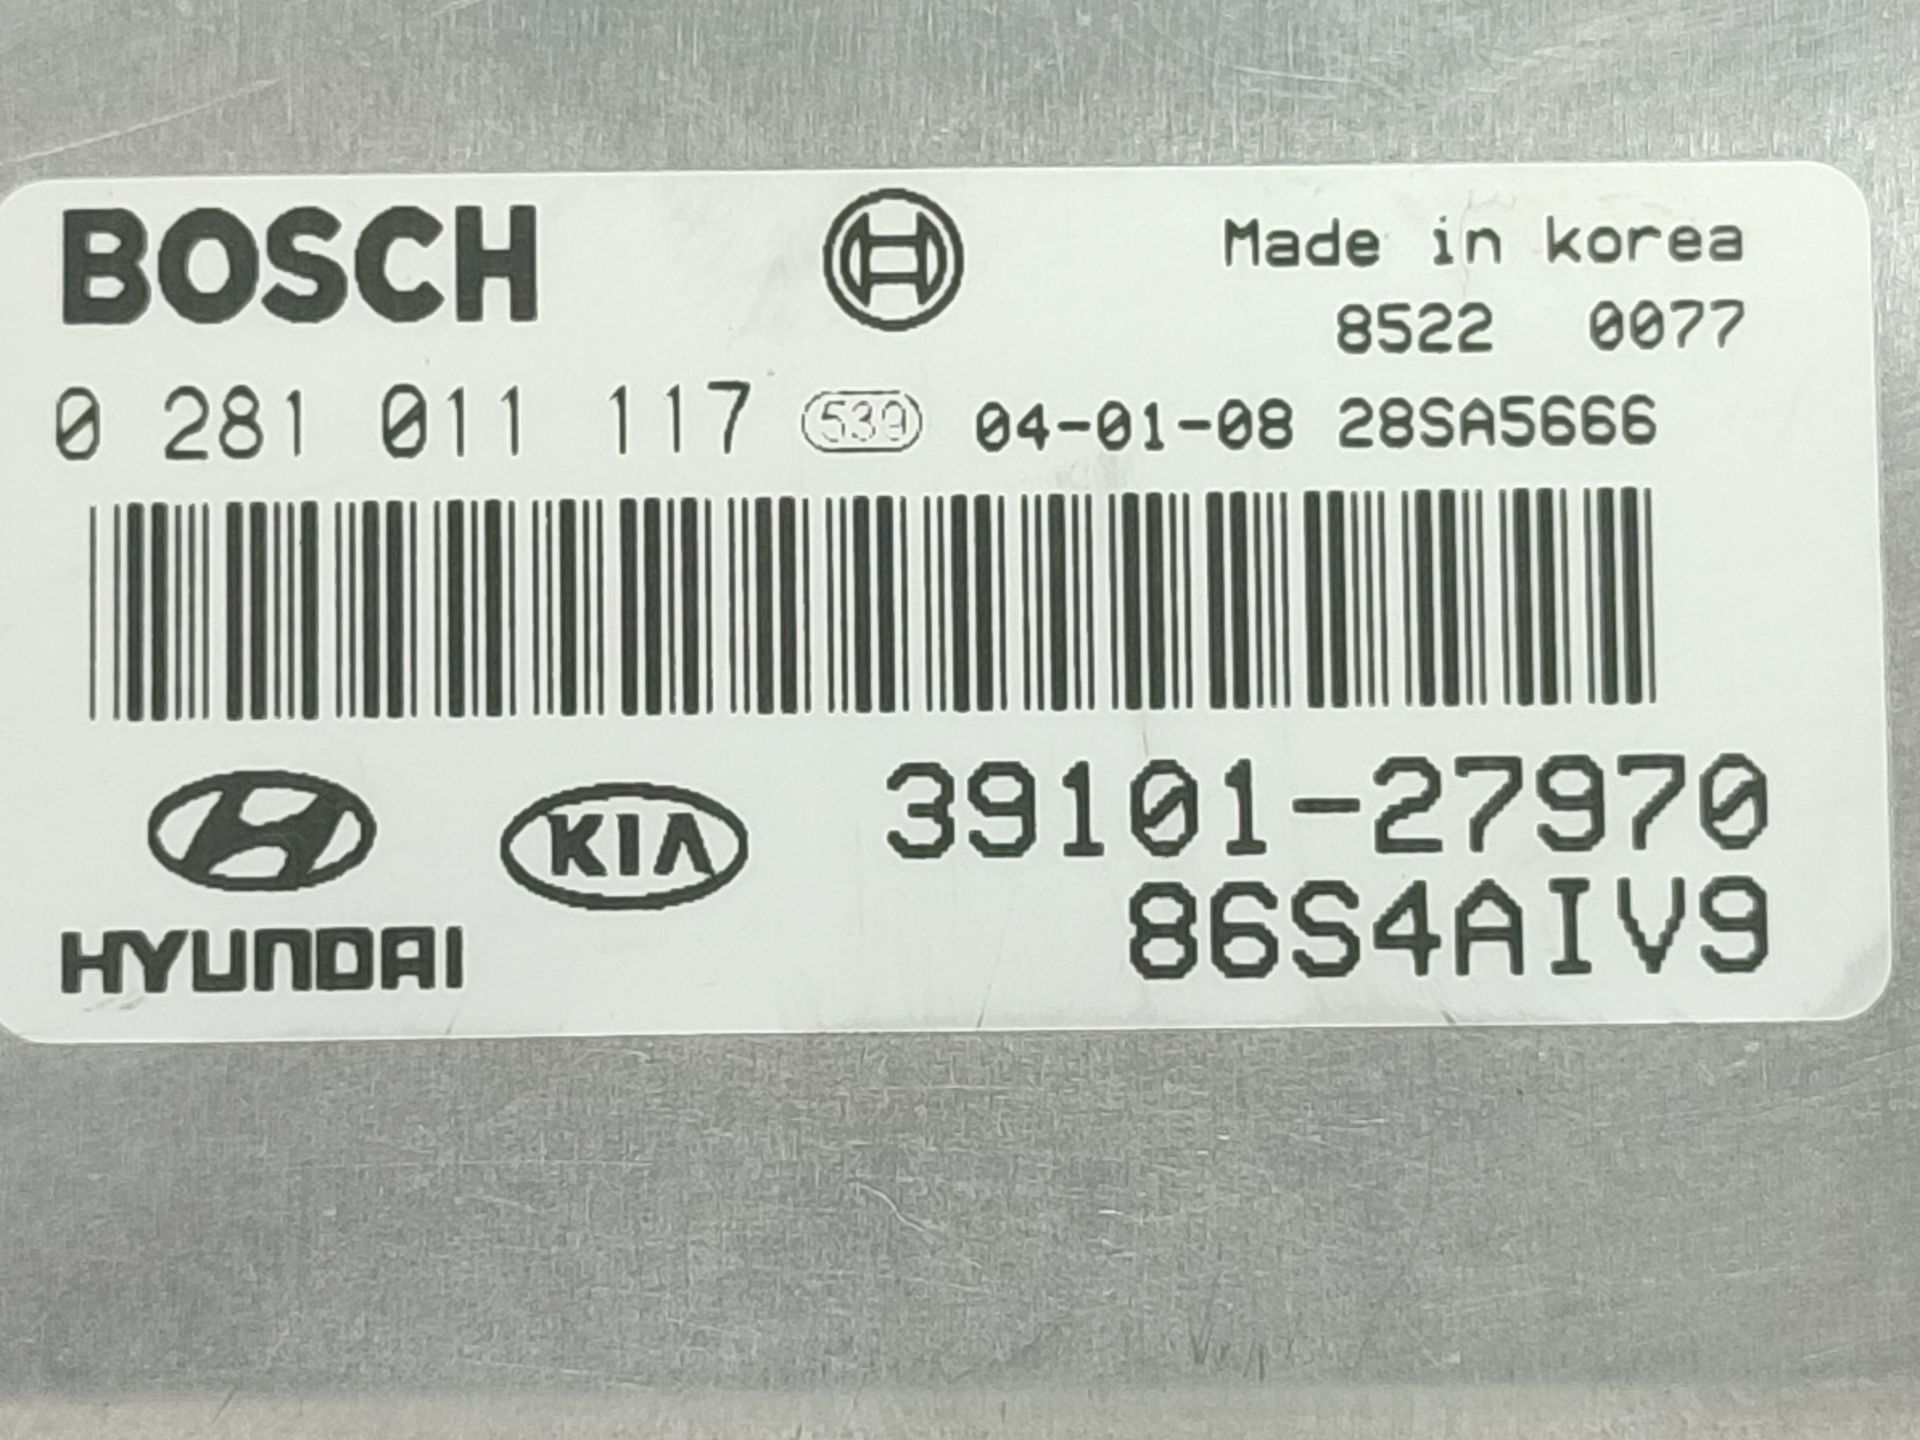 BOSCH
Made in korea
8522 0077
0 281 011 117 539 04-01-08 28SA5666
39101-27970
KIA
86S4AIV9
HYUNDAI